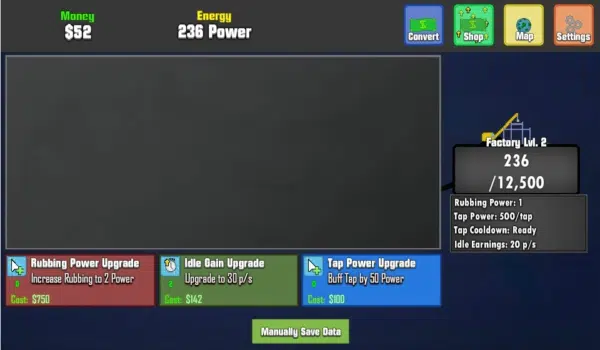 Money
$52
Energy
236 Power
Convert
Shop
Map
Settings
Factory Lvl. 2
236
/12,500
Rubbing Power: 1
Tap Power: 500/tap
Tap Cooldown: Ready
Idle Earnings: 20 p/s
Rubbing Power Upgrade
Increase Rubbing to 2 Power
0
Cost: $750
Idle Gain Upgrade
Upgrade to 30 p/s
2
Cost: $142
Tap Power Upgrade
Buff Tap by 50 Power
0
Cost: $100
Manually Save Data